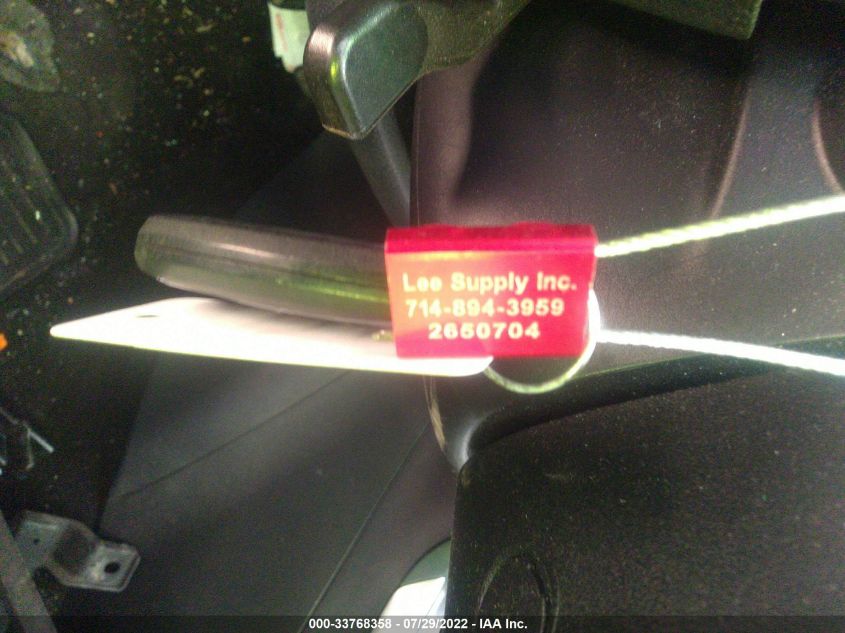 Lee Supply Inc.
714-894-3959
2650704
000-33768358 - 07/29/2022 - IAA Inc.